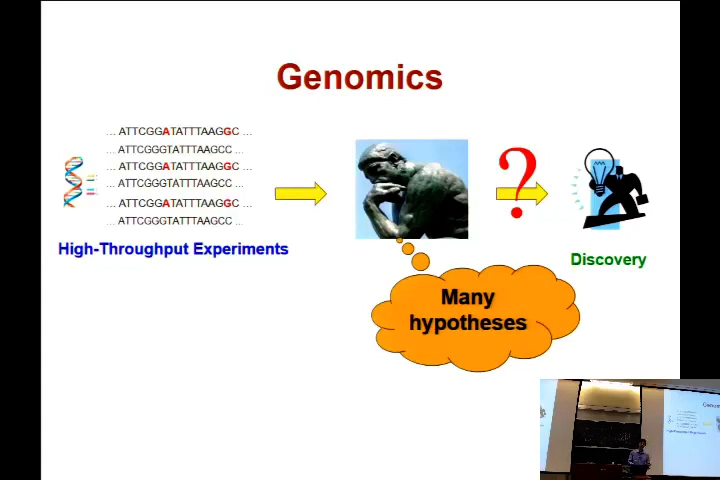 Genomics
... ATTCGGATATTTAAGGC ...
... ATTCGGGTATTTAAGCC ...
... ATTCGGATATTTAAGGC ...
... ATTCGGGTATTTAAGCC ...
... ATTCGGATATTTAAGGC ...
... ATTCGGGTATTTAAGCC ...
?
High-Throughput Experiments
Discovery
Many
hypotheses